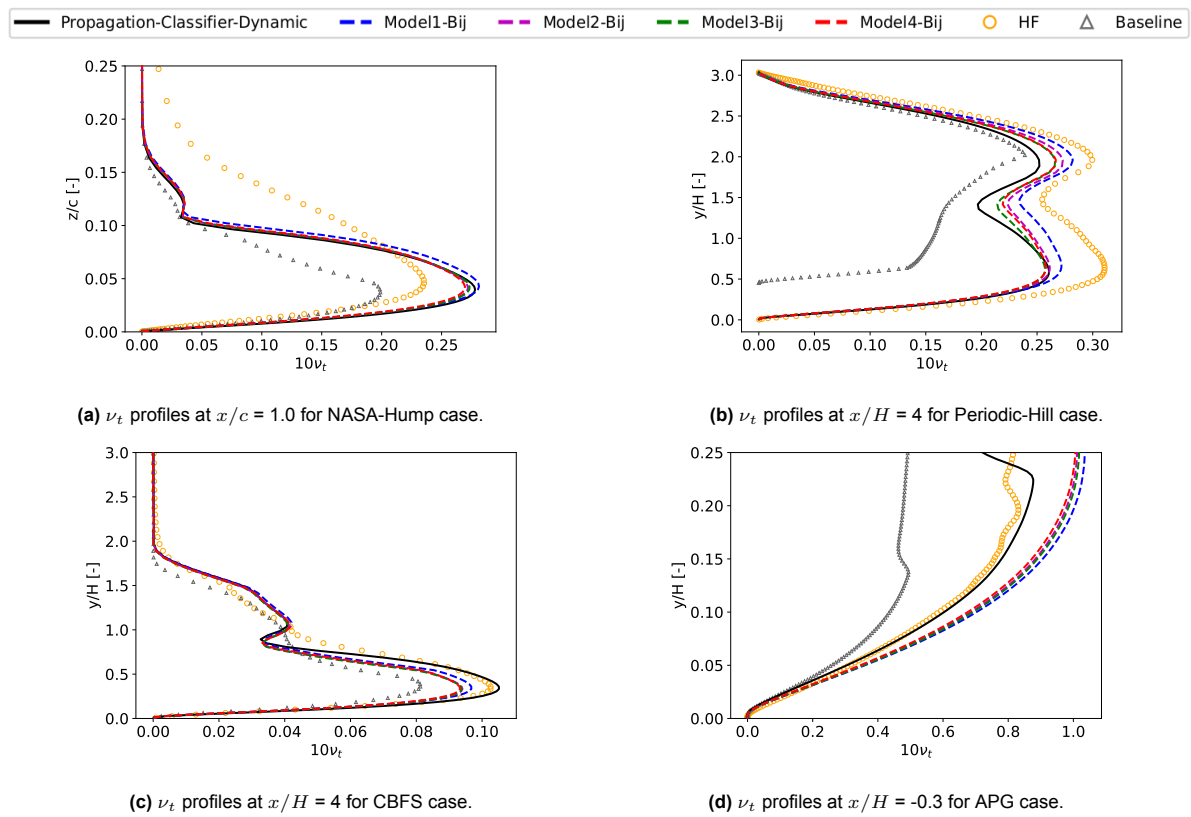 Propagation-Classifier-Dynamic Model1-Bij Model2-Bij Model3-Bij Model4-Bij HF Baseline
0.25
0.20
0.15
0.10
0.05
0.00
z/c [-]
0.00 0.05 0.10 0.15 0.20 0.25
10νt
(a) νt profiles at x/c = 1.0 for NASA-Hump case.
3.0
2.5
2.0
1.5
1.0
0.5
0.0
y/H [-]
0.00 0.05 0.10 0.15 0.20 0.25 0.30
10νt
(b) νt profiles at x/H = 4 for Periodic-Hill case.
3.0
2.5
2.0
1.5
1.0
0.5
0.0
y/H [-]
0.00 0.02 0.04 0.06 0.08 0.10
10νt
(c) νt profiles at x/H = 4 for CBFS case.
0.25
0.20
0.15
0.10
0.05
0.00
y/H [-]
0.0 0.2 0.4 0.6 0.8 1.0
10νt
(d) νt profiles at x/H = -0.3 for APG case.